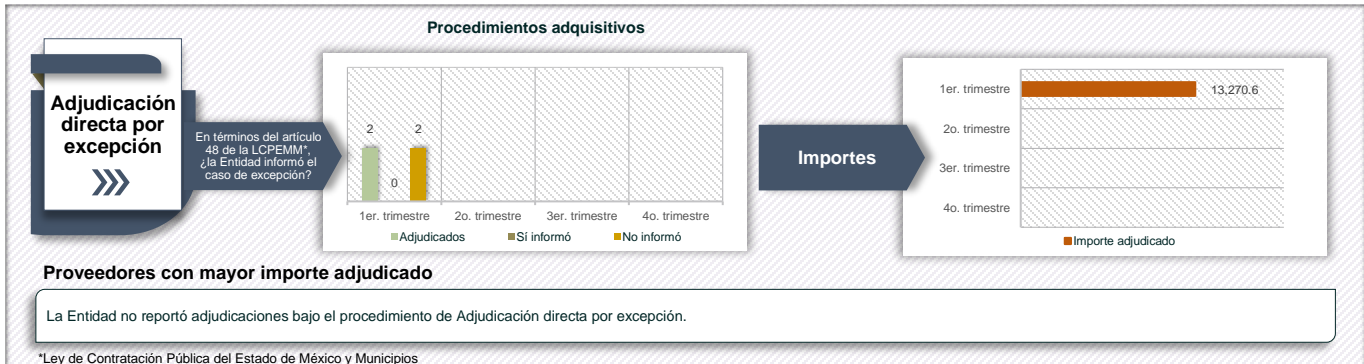 Procedimientos adquisitivos
Adjudicación
directa por
excepción
En términos del artículo
48 de la LCPEMM*,
¿la Entidad informó el
caso de excepción?
2
0
2
1er. trimestre
2o. trimestre
3er. trimestre
4o. trimestre
Adjudicados
Sí informó
No informó
Importes
1er. trimestre
13,270.6
2o. trimestre
3er. trimestre
4o. trimestre
Importe adjudicado
Proveedores con mayor importe adjudicado
La Entidad no reportó adjudicaciones bajo el procedimiento de Adjudicación directa por excepción.
*Ley de Contratación Pública del Estado de México y Municipios